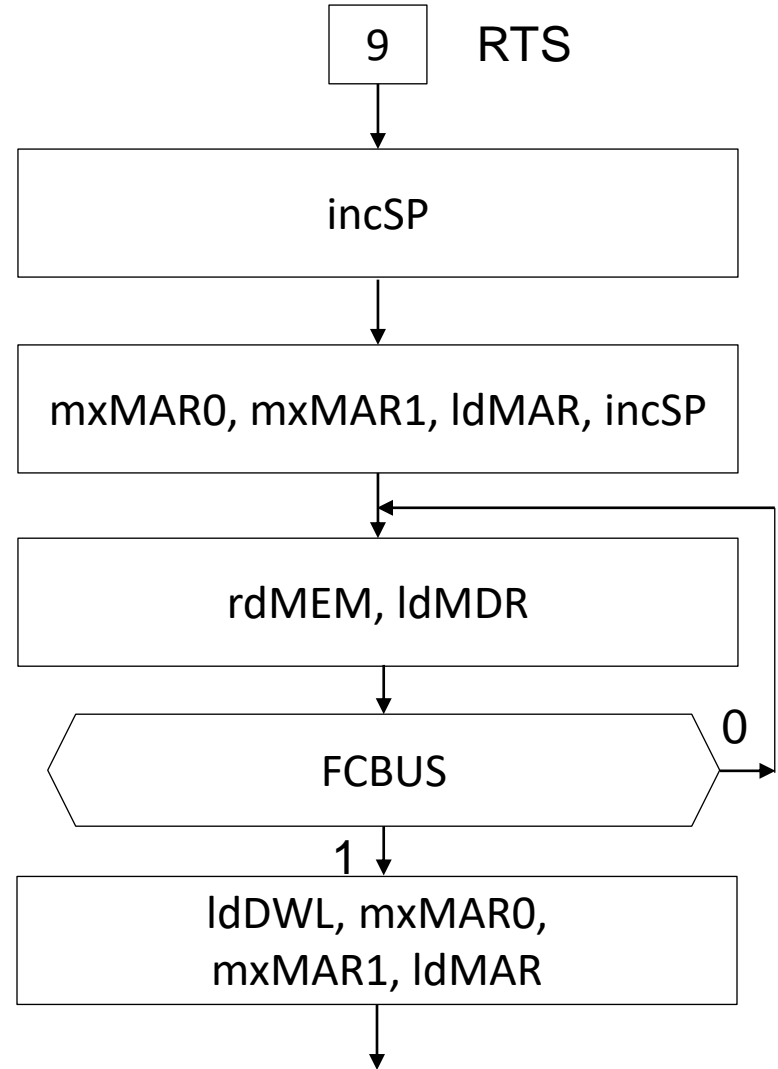 9 RTS
incSP
mxMAR0, mxMAR1, ldMAR, incSP
rdMEM, ldMDR
0
FCBUS
1
ldDWL, mxMAR0,
mxMAR1, ldMAR